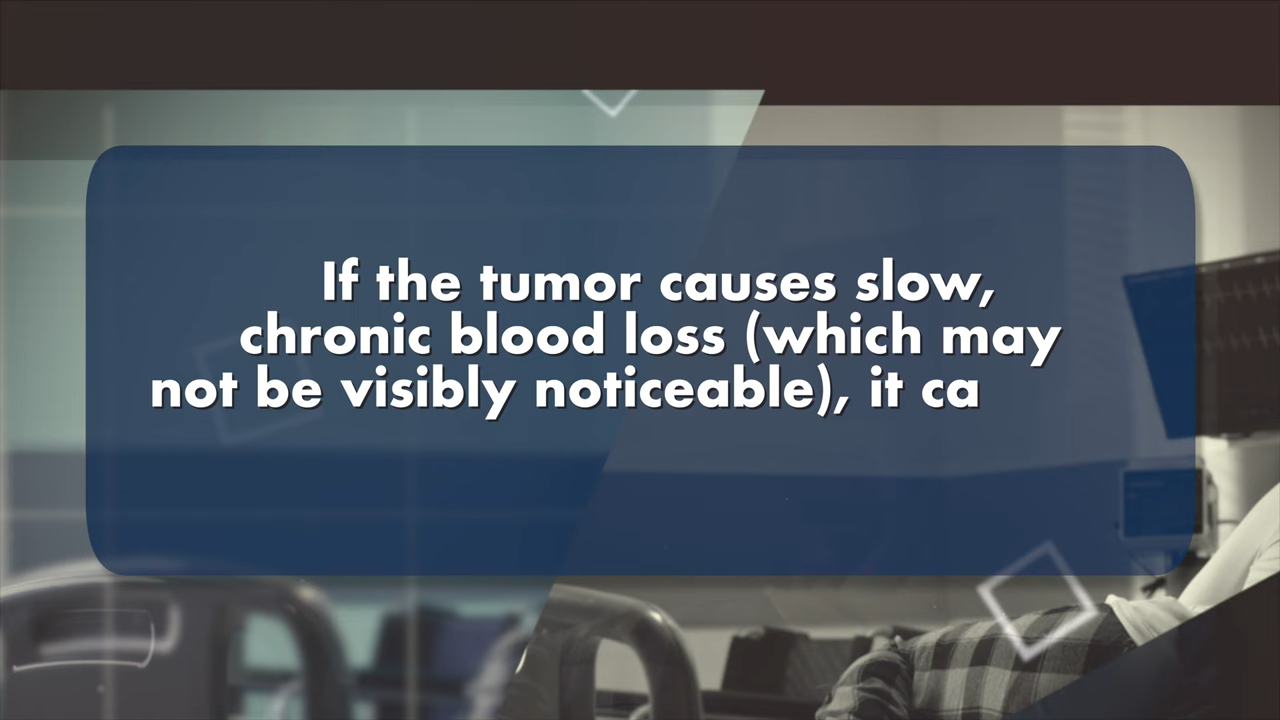 If the tumor causes slow,
chronic blood loss (which may
not be visibly noticeable), it ca